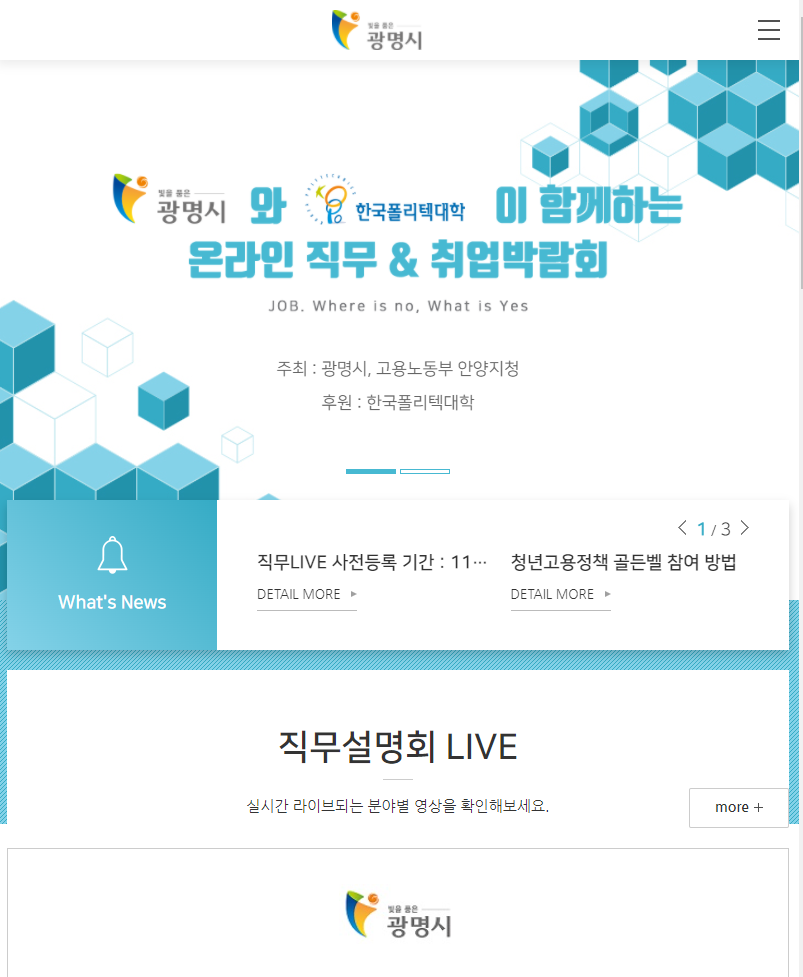 빛을 품은
광명시
빛을 품은
광명시 와 한국폴리텍대학 이 함께하는
온라인 직무 & 취업박람회
JOB. Where is no, What is Yes
주최 : 광명시, 고용노동부 안양지청
후원 : 한국폴리텍대학
1 / 3
What's News
직무LIVE 사전등록 기간 : 11…
DETAIL MORE
청년고용정책 골든벨 참여 방법
DETAIL MORE
직무설명회 LIVE
실시간 라이브되는 분야별 영상을 확인해보세요.
more +
빛을 품은
광명시